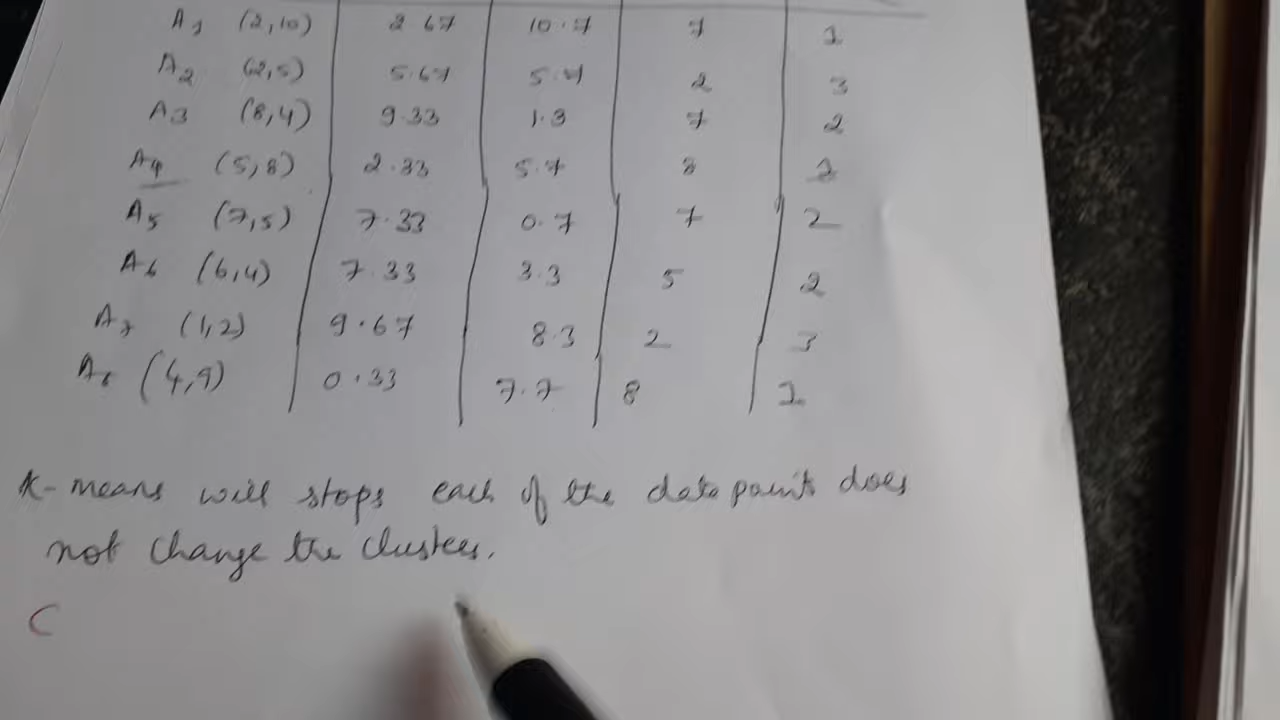 A1 (2,10) 2.67 10.7 7 1
A2 (2,5) 5.67 5.7 2 3
A3 (8,4) 9.33 1.3 7 2
A4 (5,8) 2.33 5.7 8 1
A5 (7,5) 7.33 0.7 7 2
A6 (6,4) 7.33 3.3 5 2
A7 (1,2) 9.67 8.3 2 3
A8 (4,9) 0.33 7.7 8 1
K-means will stops each of the data points does
not change the clusters.
C